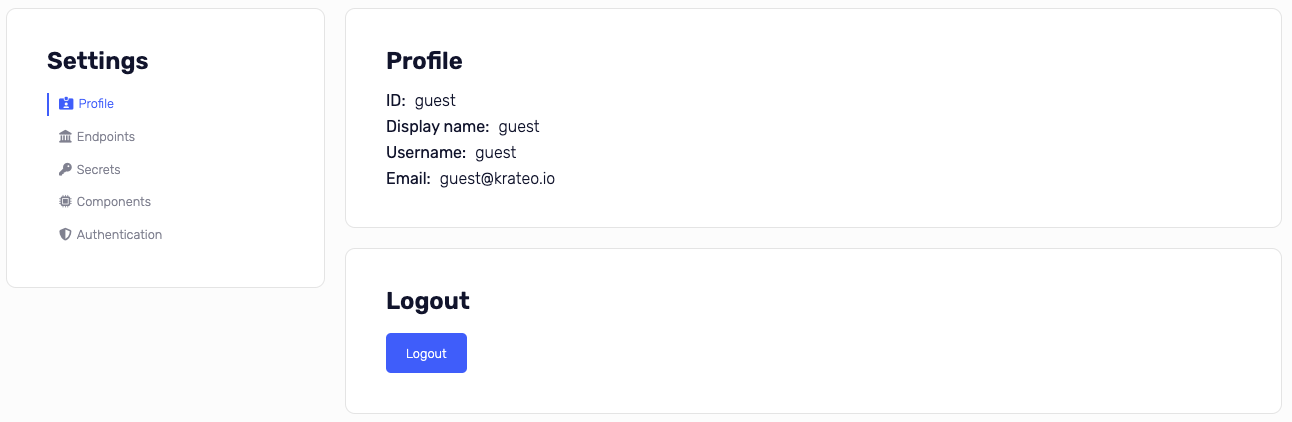 Settings
Profile
Endpoints
Secrets
Components
Authentication
Profile
ID: guest
Display name: guest
Username: guest
Email: guest@krateo.io
Logout
Logout